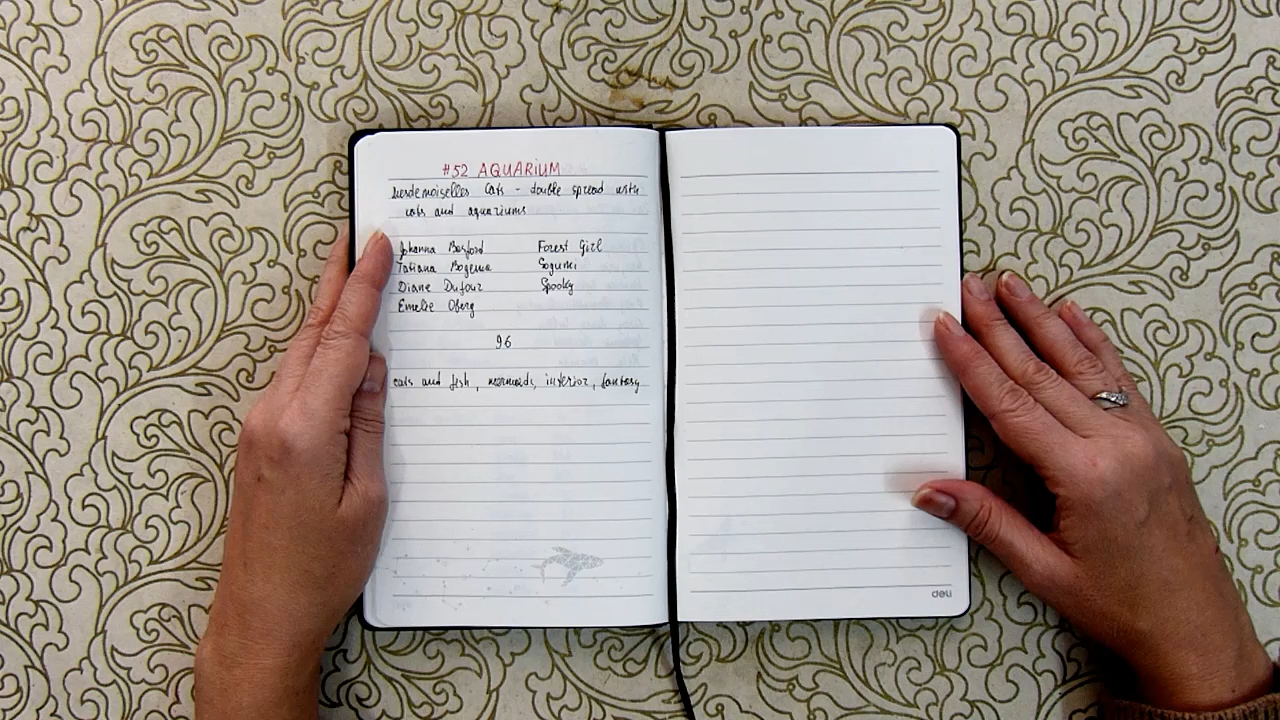 #52 AQUARIUM
Mesdemoiselles Cats - double spread with
cats and aquariums
Johanna Basford Forest Girl
Tatiana Bogema Soguri
Diane Dufour Spooky
Emelie Oberg
96
cats and fish, mermaids, interior, fantasy
deli